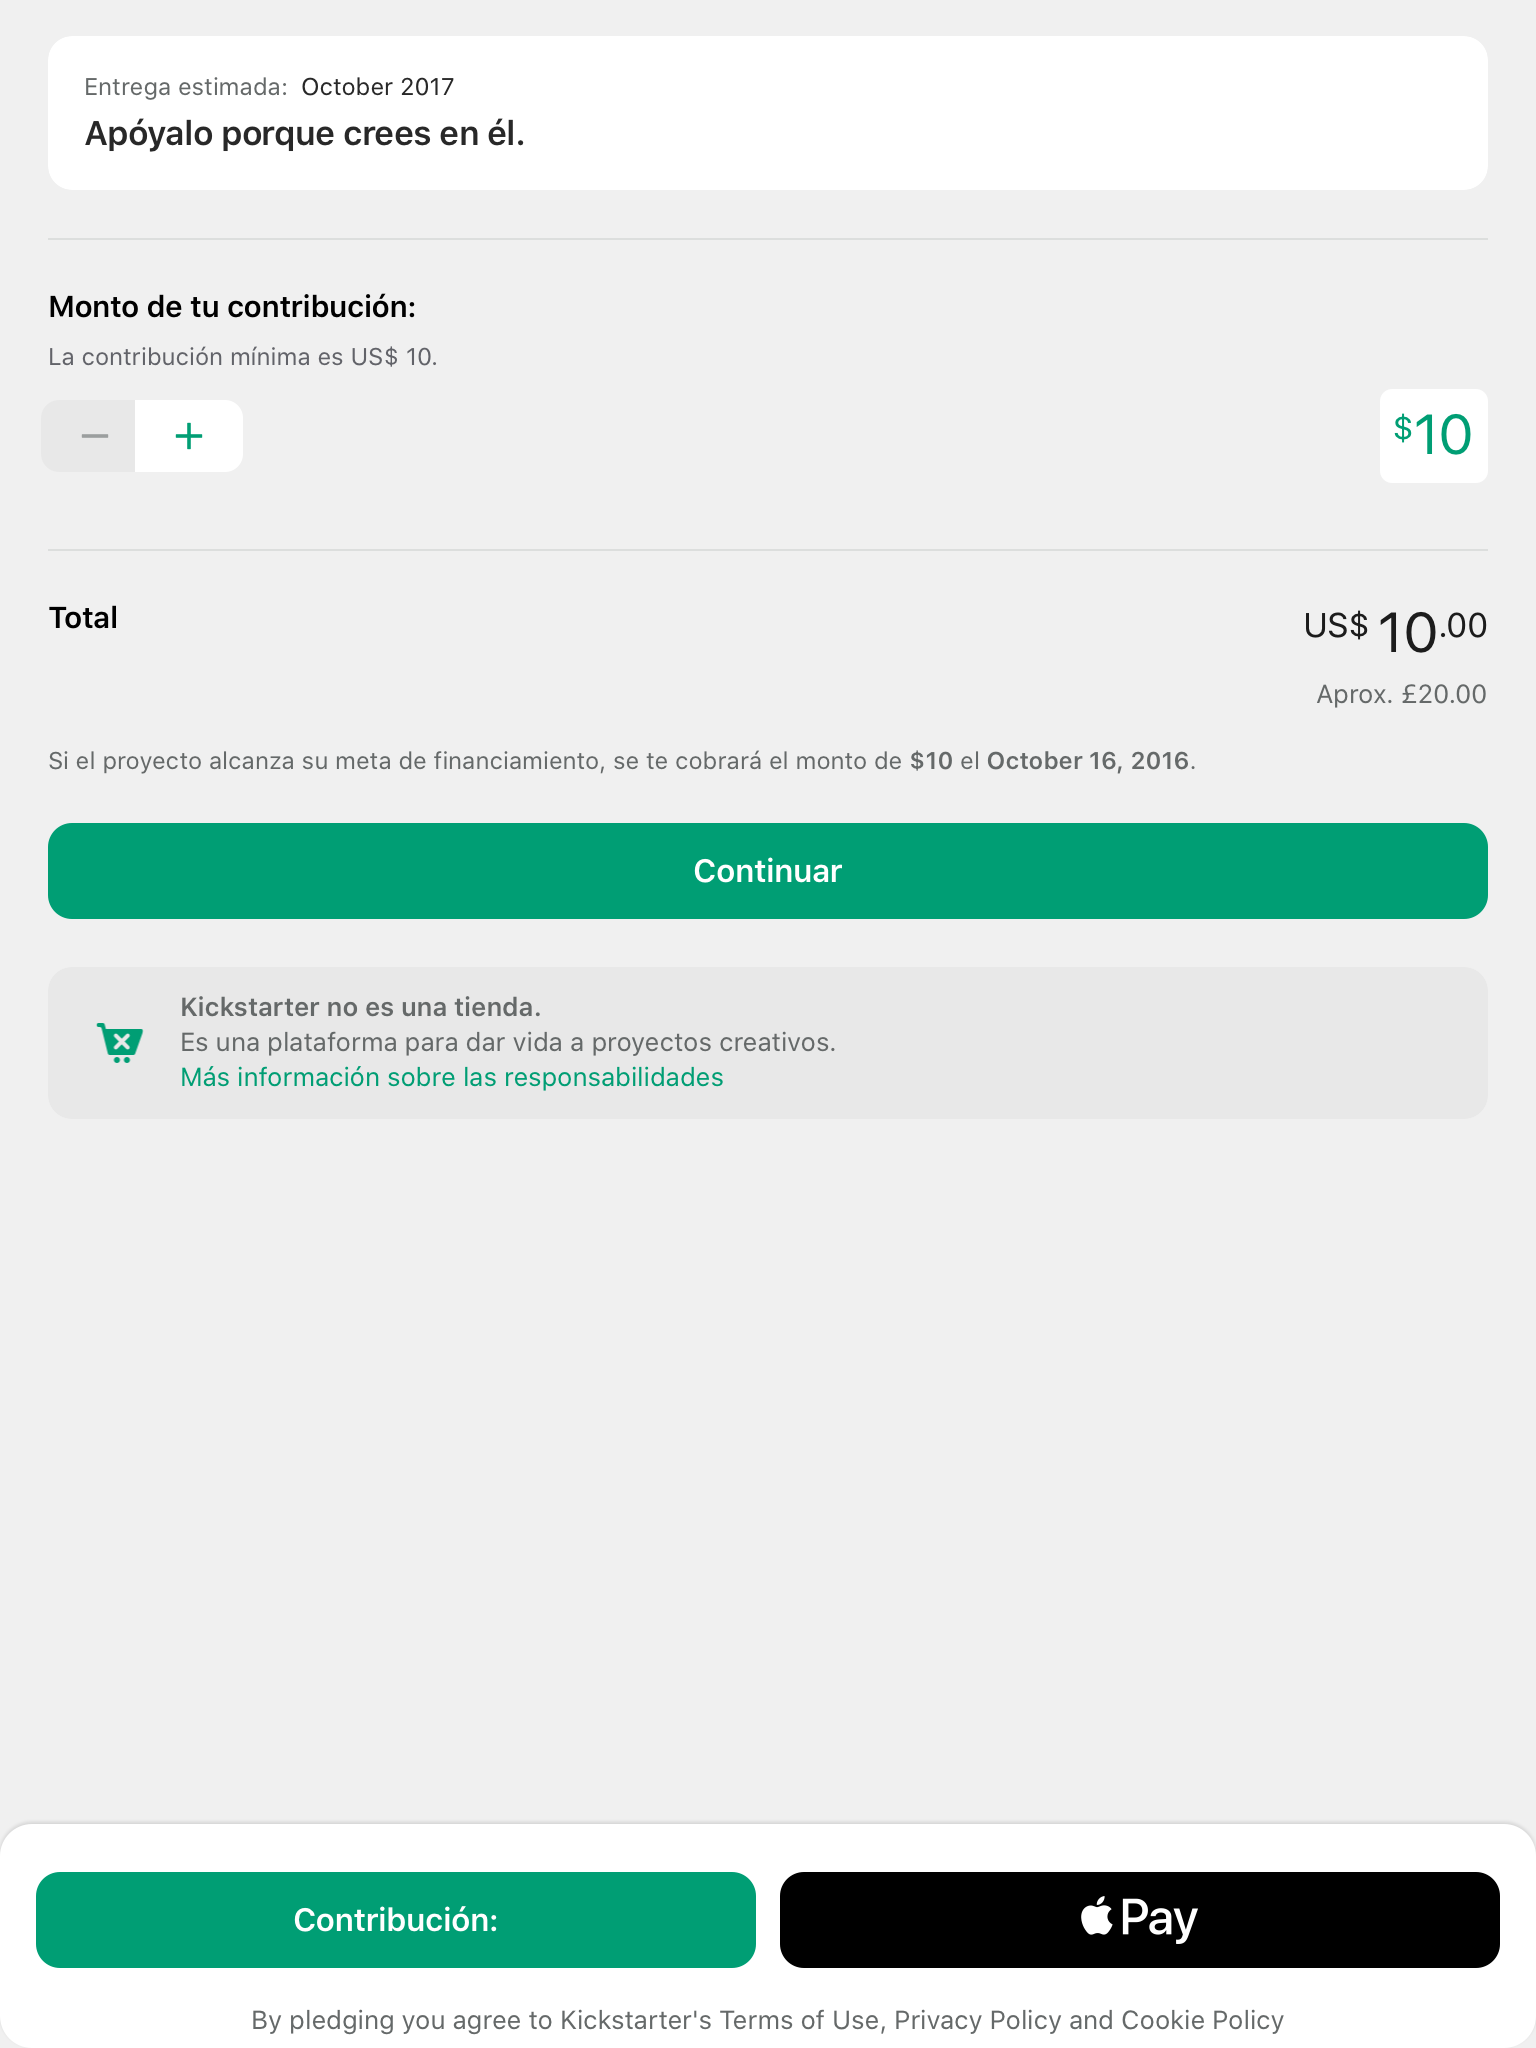 Entrega estimada: October 2017
Apóyalo porque crees en él.
Monto de tu contribución:
La contribución mínima es US$ 10.
$10
Total
US$ 10.00
Aprox. £20.00
Si el proyecto alcanza su meta de financiamiento, se te cobrará el monto de $10 el October 16, 2016.
Continuar
Kickstarter no es una tienda.
Es una plataforma para dar vida a proyectos creativos.
Más información sobre las responsabilidades
Contribución:
Pay
By pledging you agree to Kickstarter's Terms of Use, Privacy Policy and Cookie Policy